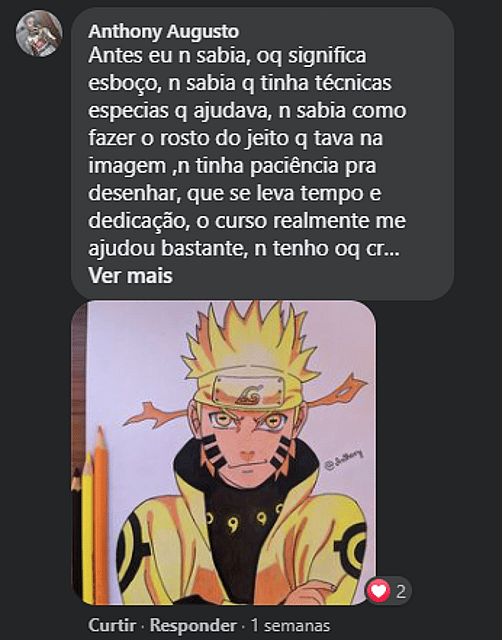 Anthony Augusto
Antes eu n sabia, oq significa
esboço, n sabia q tinha técnicas
especias q ajudava, n sabia como
fazer o rosto do jeito q tava na
imagem ,n tinha paciência pra
desenhar, que se leva tempo e
dedicação, o curso realmente me
ajudou bastante, n tenho oq cr...
Ver mais
@Anthony
2
Curtir · Responder · 1 semanas